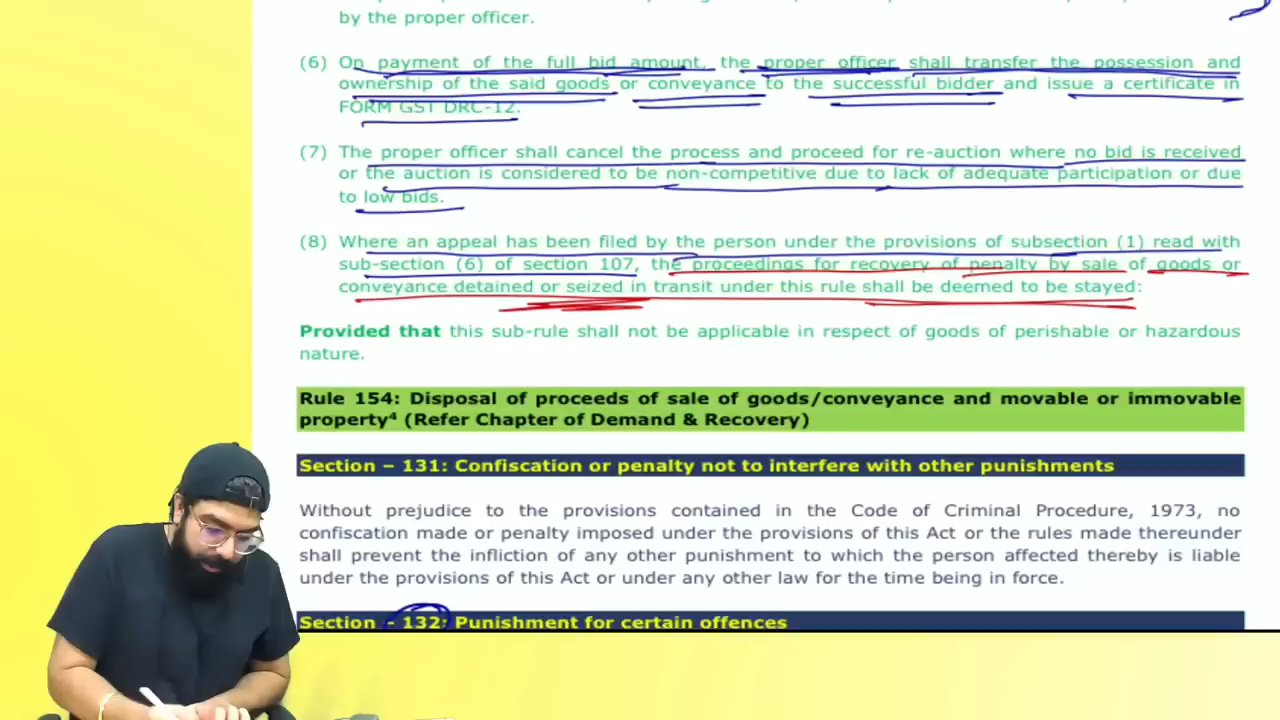 by the proper officer.
(6) On payment of the full bid amount, the proper officer shall transfer the possession and
ownership of the said goods or conveyance to the successful bidder and issue a certificate in
FORM GST DRC-12.
(7) The proper officer shall cancel the process and proceed for re-auction where no bid is received
or the auction is considered to be non-competitive due to lack of adequate participation or due
to low bids.
(8) Where an appeal has been filed by the person under the provisions of subsection (1) read with
sub-section (6) of section 107, the proceedings for recovery of penalty by sale of goods or
conveyance detained or seized in transit under this rule shall be deemed to be stayed:
Provided that this sub-rule shall not be applicable in respect of goods of perishable or hazardous
nature.
Rule 154: Disposal of proceeds of sale of goods/conveyance and movable or immovable
property⁴ (Refer Chapter of Demand & Recovery)
Section – 131: Confiscation or penalty not to interfere with other punishments
Without prejudice to the provisions contained in the Code of Criminal Procedure, 1973, no
confiscation made or penalty imposed under the provisions of this Act or the rules made thereunder
shall prevent the infliction of any other punishment to which the person affected thereby is liable
under the provisions of this Act or under any other law for the time being in force.
Section - 132: Punishment for certain offences